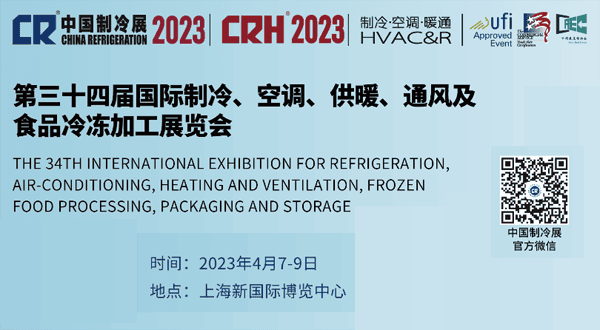 CR® 中国制冷展 2023
CHINA REFRIGERATION
CRH® 2023
制冷·空调·暖通
HVAC&R
ufi
Approved
Event
第三十四届国际制冷、空调、供暖、通风及
食品冷冻加工展览会
THE 34TH INTERNATIONAL EXHIBITION FOR REFRIGERATION,
AIR-CONDITIONING, HEATING AND VENTILATION, FROZEN
FOOD PROCESSING, PACKAGING AND STORAGE
CR
中国制冷展
官方微信
时间：2023年4月7-9日
地点：上海新国际博览中心